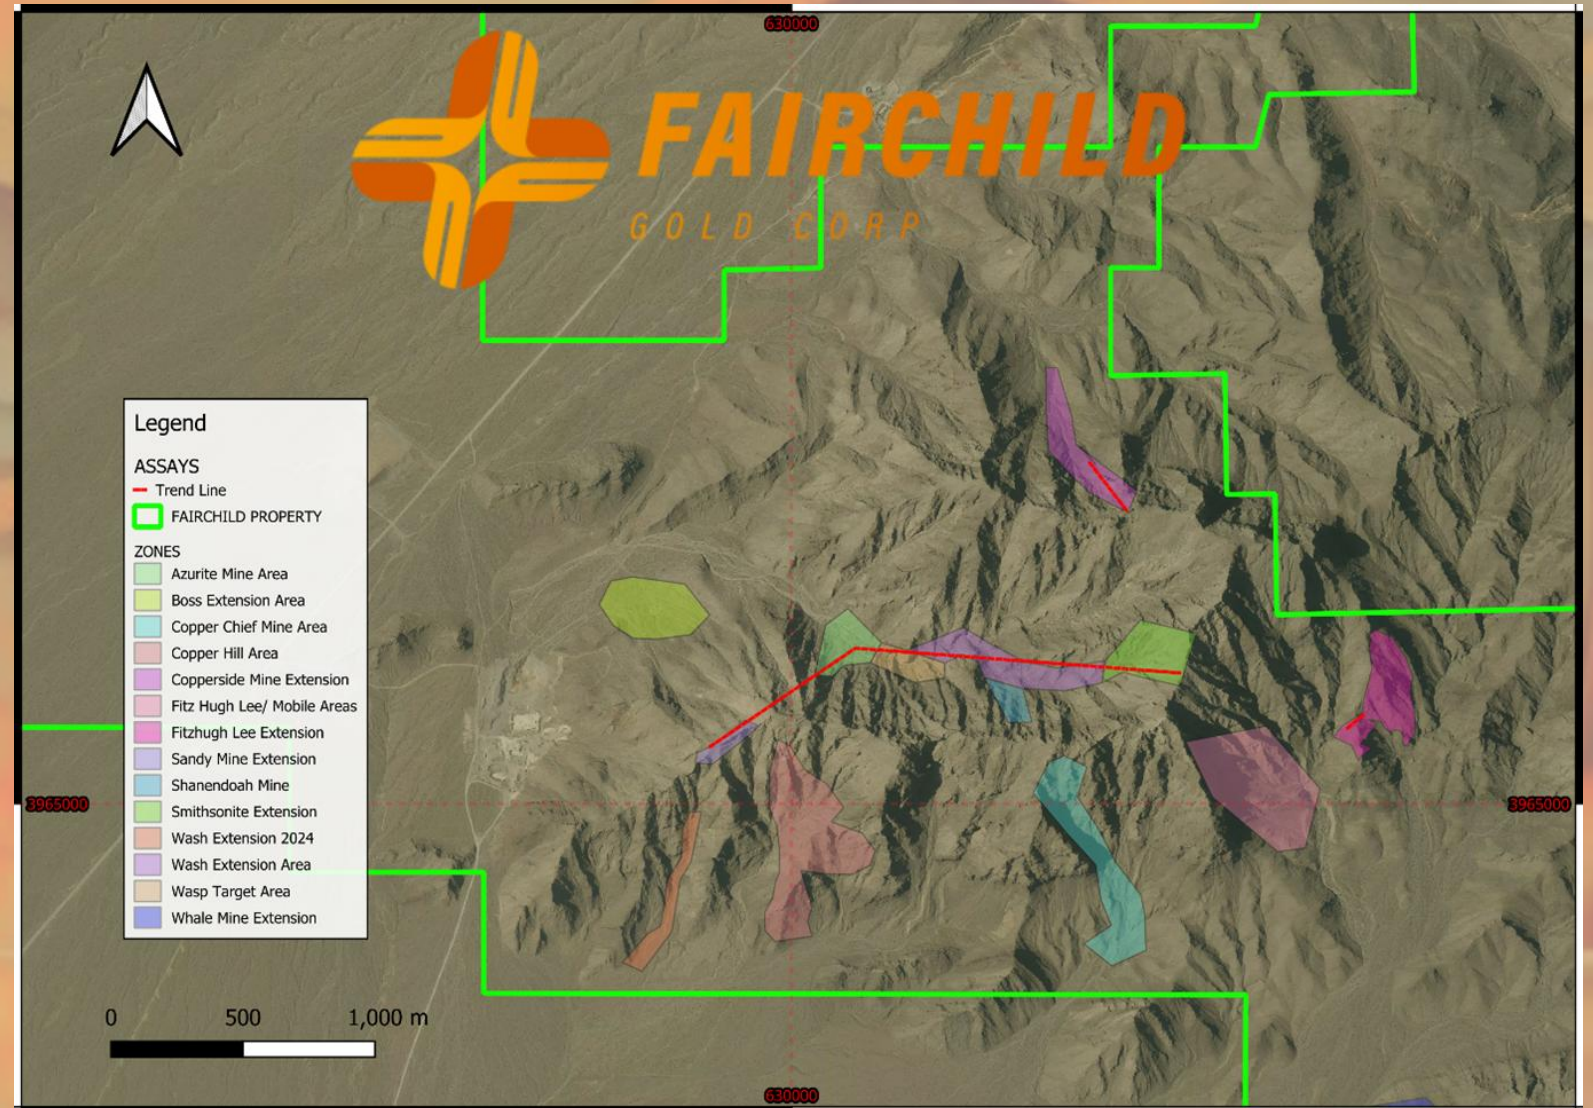 630000
FAIRCHILD
GOLD CORP
Legend
ASSAYS
Trend Line
FAIRCHILD PROPERTY
ZONES
Azurite Mine Area
Boss Extension Area
Copper Chief Mine Area
Copper Hill Area
Copperside Mine Extension
Fitz Hugh Lee/ Mobile Areas
Fitzhugh Lee Extension
Sandy Mine Extension
Shanendoah Mine
Smithsonite Extension
Wash Extension 2024
Wash Extension Area
Wasp Target Area
Whale Mine Extension
3965000 3965000
0 500 1,000 m
630000